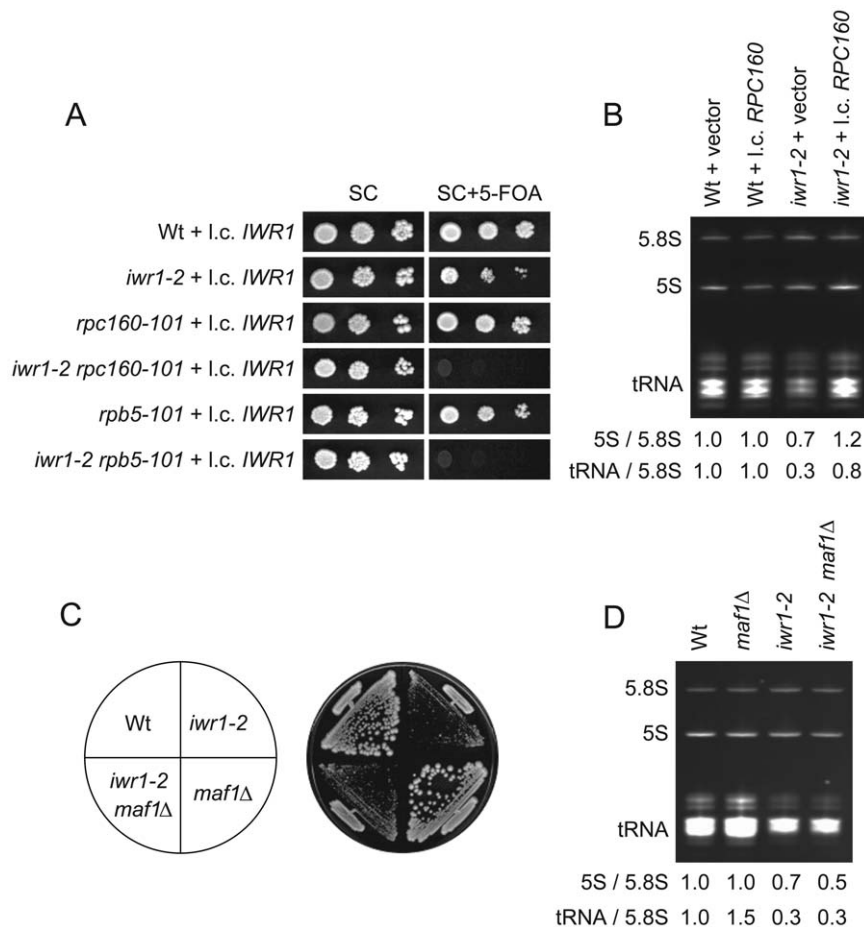 A
SC SC+5-FOA
Wt + l.c. IWR1
iwr1-2 + l.c. IWR1
rpc160-101 + l.c. IWR1
iwr1-2 rpc160-101 + l.c. IWR1
rpb5-101 + l.c. IWR1
iwr1-2 rpb5-101 + l.c. IWR1
B
Wt + vector
Wt + l.c. RPC160
iwr1-2 + vector
iwr1-2 + l.c. RPC160
5.8S
5S
tRNA
5S / 5.8S 1.0 1.0 0.7 1.2
tRNA / 5.8S 1.0 1.0 0.3 0.8
C
Wt
iwr1-2
iwr1-2
maf1Δ
maf1Δ
D
Wt
maf1Δ
iwr1-2
iwr1-2 maf1Δ
5.8S
5S
tRNA
5S / 5.8S 1.0 1.0 0.7 0.5
tRNA / 5.8S 1.0 1.5 0.3 0.3